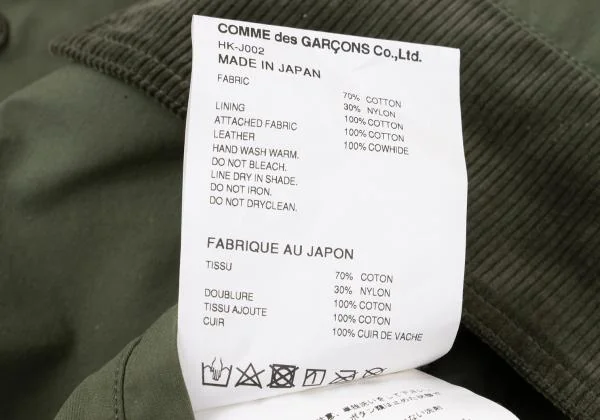 COMME des GARÇONS Co.,Ltd.
HK-J002
MADE IN JAPAN
FABRIC 70% COTTON
30% NYLON
LINING 100% COTTON
ATTACHED FABRIC 100% COTTON
LEATHER 100% COWHIDE
HAND WASH WARM.
DO NOT BLEACH.
LINE DRY IN SHADE.
DO NOT IRON.
DO NOT DRYCLEAN.
FABRIQUE AU JAPON
TISSU 70% COTON
30% NYLON
DOUBLURE 100% COTON
TISSU AJOUTE 100% COTON
CUIR 100% CUIR DE VACHE